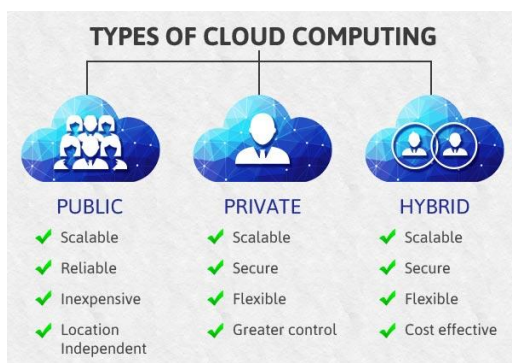 TYPES OF CLOUD COMPUTING
PUBLIC
Scalable
Reliable
Inexpensive
Location
Independent
PRIVATE
Scalable
Secure
Flexible
Greater control
HYBRID
Scalable
Secure
Flexible
Cost effective